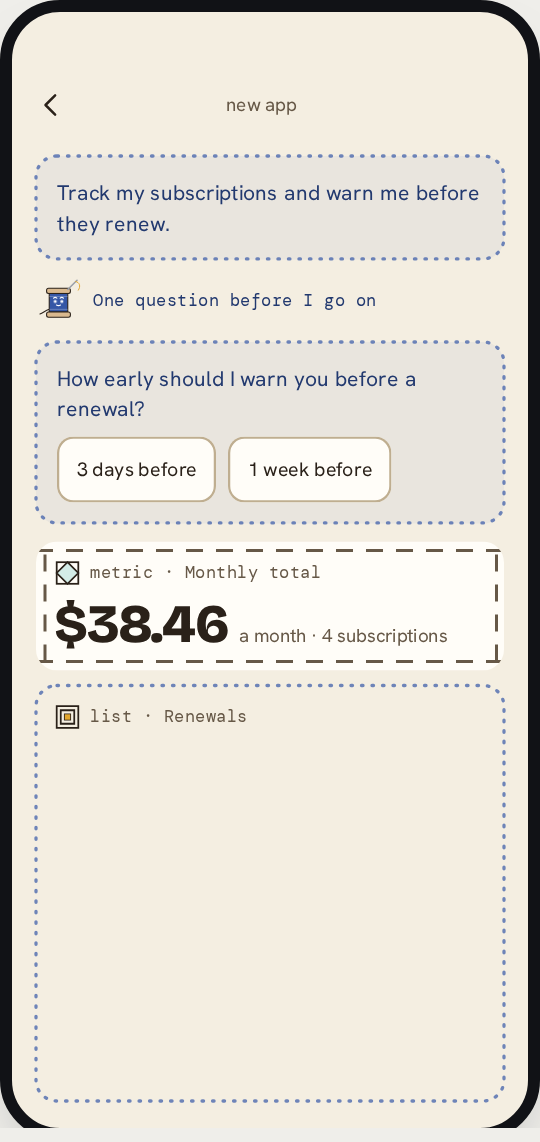 new app
Track my subscriptions and warn me before
they renew.
One question before I go on
How early should I warn you before a
renewal?
3 days before
1 week before
metric · Monthly total
$38.46 a month · 4 subscriptions
list · Renewals